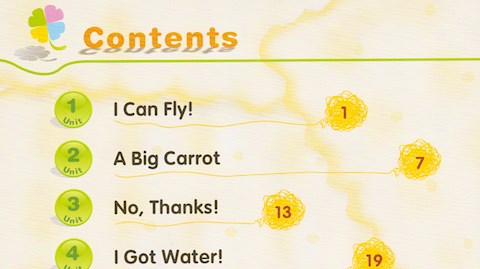 Contents
1 Unit I Can Fly! 1
2 Unit A Big Carrot 7
3 Unit No, Thanks! 13
4 I Got Water! 19